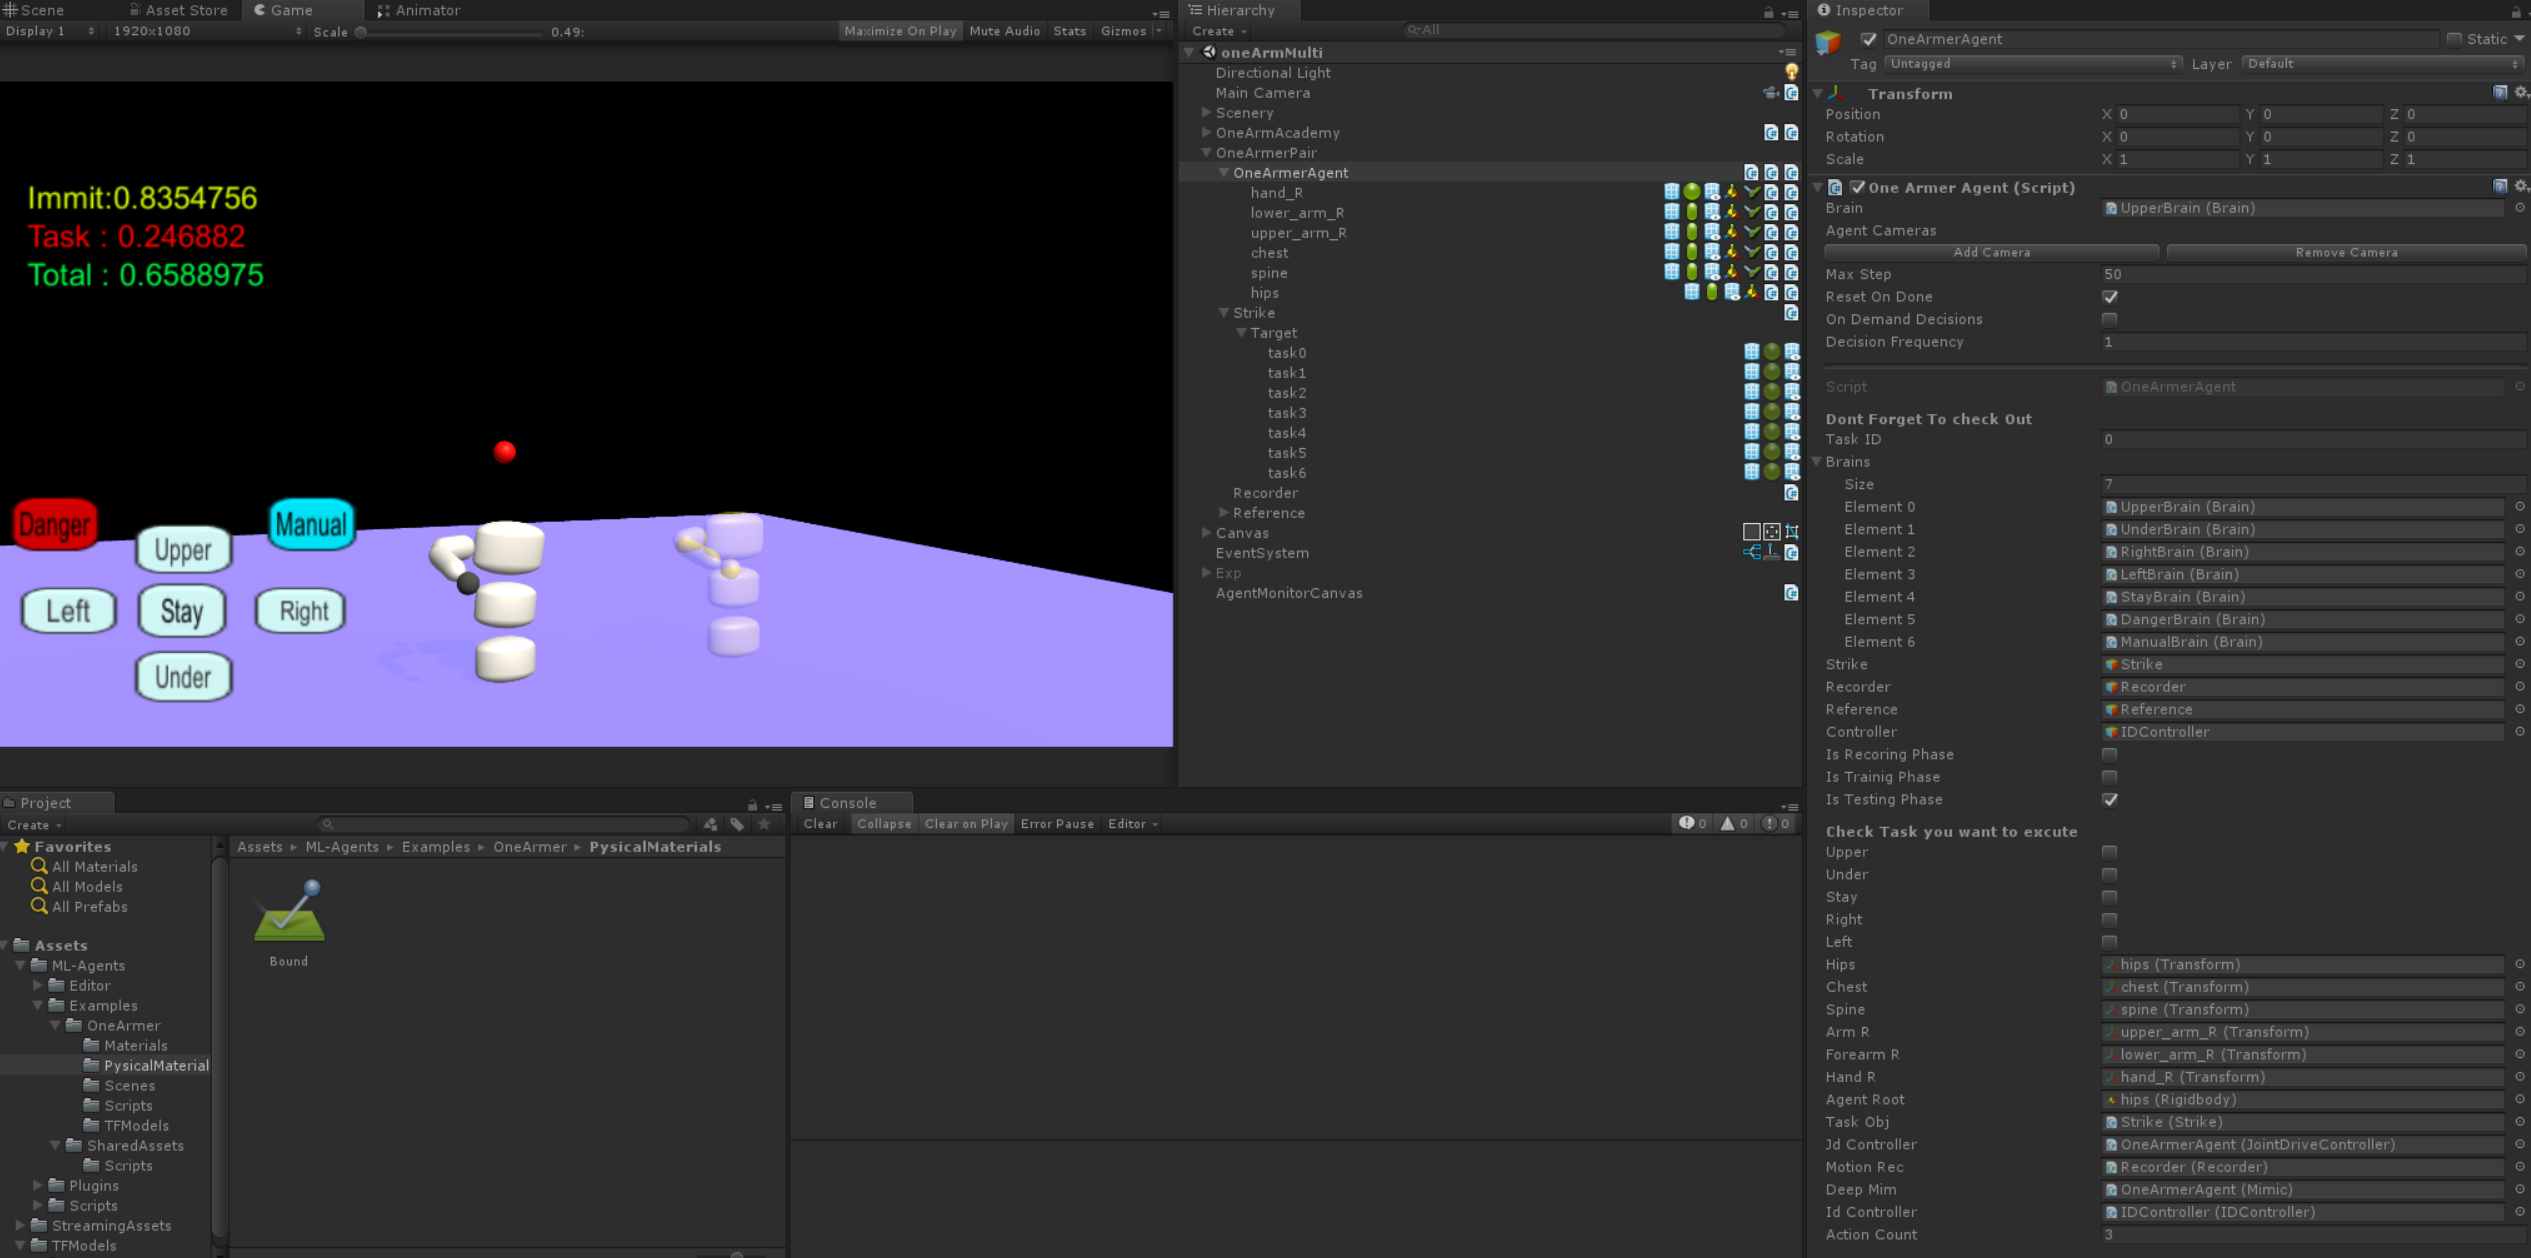 Scene
Asset Store
Game
Animator
Display 1
1920x1080
Scale
0.49:
Maximize On Play
Mute Audio
Stats
Gizmos
Immit:0.8354756
Task : 0.246882
Total : 0.6588975
Danger
Upper
Manual
Left
Stay
Right
Under
Hierarchy
Create
All
oneArmMulti
Directional Light
Main Camera
Scenery
OneArmAcademy
OneArmerPair
OneArmerAgent
hand_R
lower_arm_R
upper_arm_R
chest
spine
hips
Strike
Target
task0
task1
task2
task3
task4
task5
task6
Recorder
Reference
Canvas
EventSystem
Exp
AgentMonitorCanvas
Inspector
OneArmerAgent
Static
Tag Untagged Layer Default
Transform
Position X 0 Y 0 Z 0
Rotation X 0 Y 0 Z 0
Scale X 1 Y 1 Z 1
One Armer Agent (Script)
Brain UpperBrain (Brain)
Agent Cameras
Add Camera Remove Camera
Max Step 50
Reset On Done
On Demand Decisions
Decision Frequency 1
Script OneArmerAgent
Dont Forget To check Out
Task ID 0
Brains
Size 7
Element 0 UpperBrain (Brain)
Element 1 UnderBrain (Brain)
Element 2 RightBrain (Brain)
Element 3 LeftBrain (Brain)
Element 4 StayBrain (Brain)
Element 5 DangerBrain (Brain)
Element 6 ManualBrain (Brain)
Strike Strike
Recorder Recorder
Reference Reference
Controller IDController
Is Recoring Phase
Is Trainig Phase
Is Testing Phase
Check Task you want to excute
Upper
Under
Stay
Right
Left
Hips hips (Transform)
Chest chest (Transform)
Spine spine (Transform)
Arm R upper_arm_R (Transform)
Forearm R lower_arm_R (Transform)
Hand R hand_R (Transform)
Agent Root hips (Rigidbody)
Task Obj Strike (Strike)
Jd Controller OneArmerAgent (JointDriveController)
Motion Rec Recorder (Recorder)
Deep Mim OneArmerAgent (Mimic)
Id Controller IDController (IDController)
Action Count 3
Project
Create
Favorites
All Materials
All Models
All Prefabs
Assets
ML-Agents
Editor
Examples
OneArmer
Materials
PysicalMaterial
Scenes
Scripts
TFModels
SharedAssets
Scripts
Plugins
Scripts
StreamingAssets
TFModels
Assets ML-Agents Examples OneArmer PysicalMaterials
Bound
Console
Clear Collapse Clear on Play Error Pause Editor
0 0 0